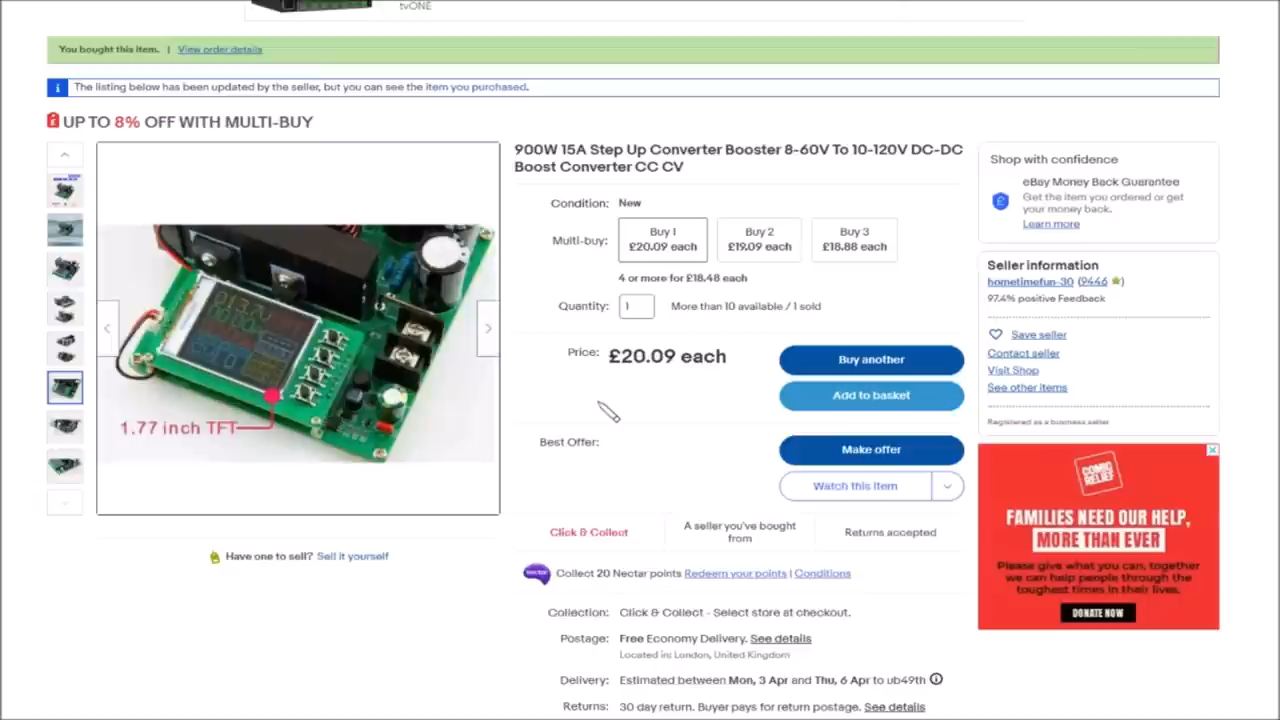 tvONE
You bought this item. | View order details
i The listing below has been updated by the seller, but you can see the item you purchased.
UP TO 8% OFF WITH MULTI-BUY
900W 15A Step Up Converter Booster 8-60V To 10-120V DC-DC
Boost Converter CC CV
Condition: New
Multi-buy:
Buy 1
£20.09 each
Buy 2
£19.09 each
Buy 3
£18.88 each
4 or more for £18.48 each
Quantity: 1 More than 10 available / 1 sold
Price: £20.09 each
Buy another
Add to basket
Best Offer:
Make offer
Watch this item
Click & Collect
A seller you've bought
from
Returns accepted
nectar Collect 20 Nectar points Redeem your points | Conditions
Collection: Click & Collect - Select store at checkout.
Postage: Free Economy Delivery. See details
Located in: London, United Kingdom
Delivery: Estimated between Mon, 3 Apr and Thu, 6 Apr to ub49th
Returns: 30 day return. Buyer pays for return postage. See details
1.77 inch TFT
Have one to sell? Sell it yourself
Shop with confidence
eBay Money Back Guarantee
Get the item you ordered or get
your money back.
Learn more
Seller information
hometimefun-30 (9446)
97.4% positive Feedback
Save seller
Contact seller
Visit Shop
See other items
Registered as a business seller
COMIC
RELIEF
FAMILIES NEED OUR HELP,
MORE THAN EVER
Please give what you can, together
we can help people through the
toughest times in their lives.
DONATE NOW